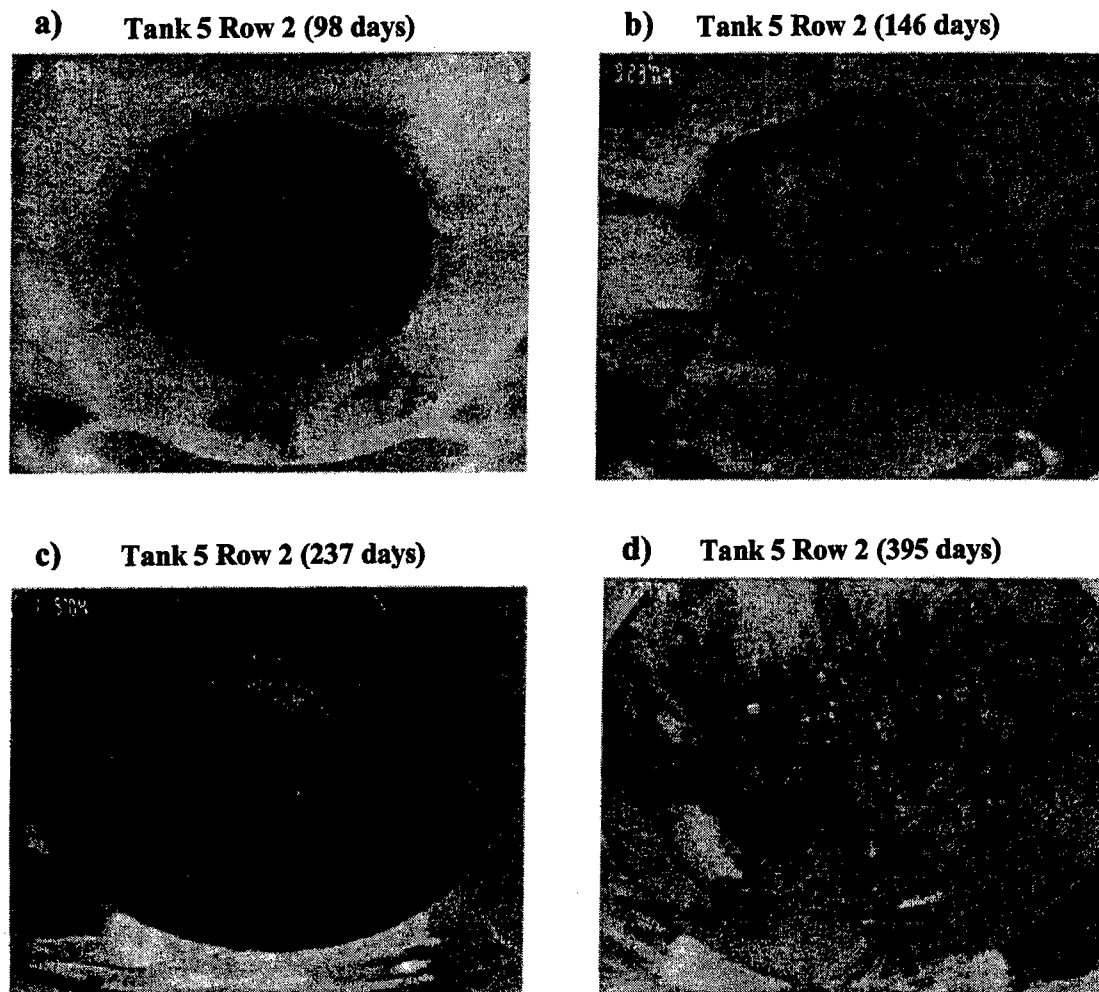 a) Tank 5 Row 2 (98 days)
b) Tank 5 Row 2 (146 days)
c) Tank 5 Row 2 (237 days)
d) Tank 5 Row 2 (395 days)